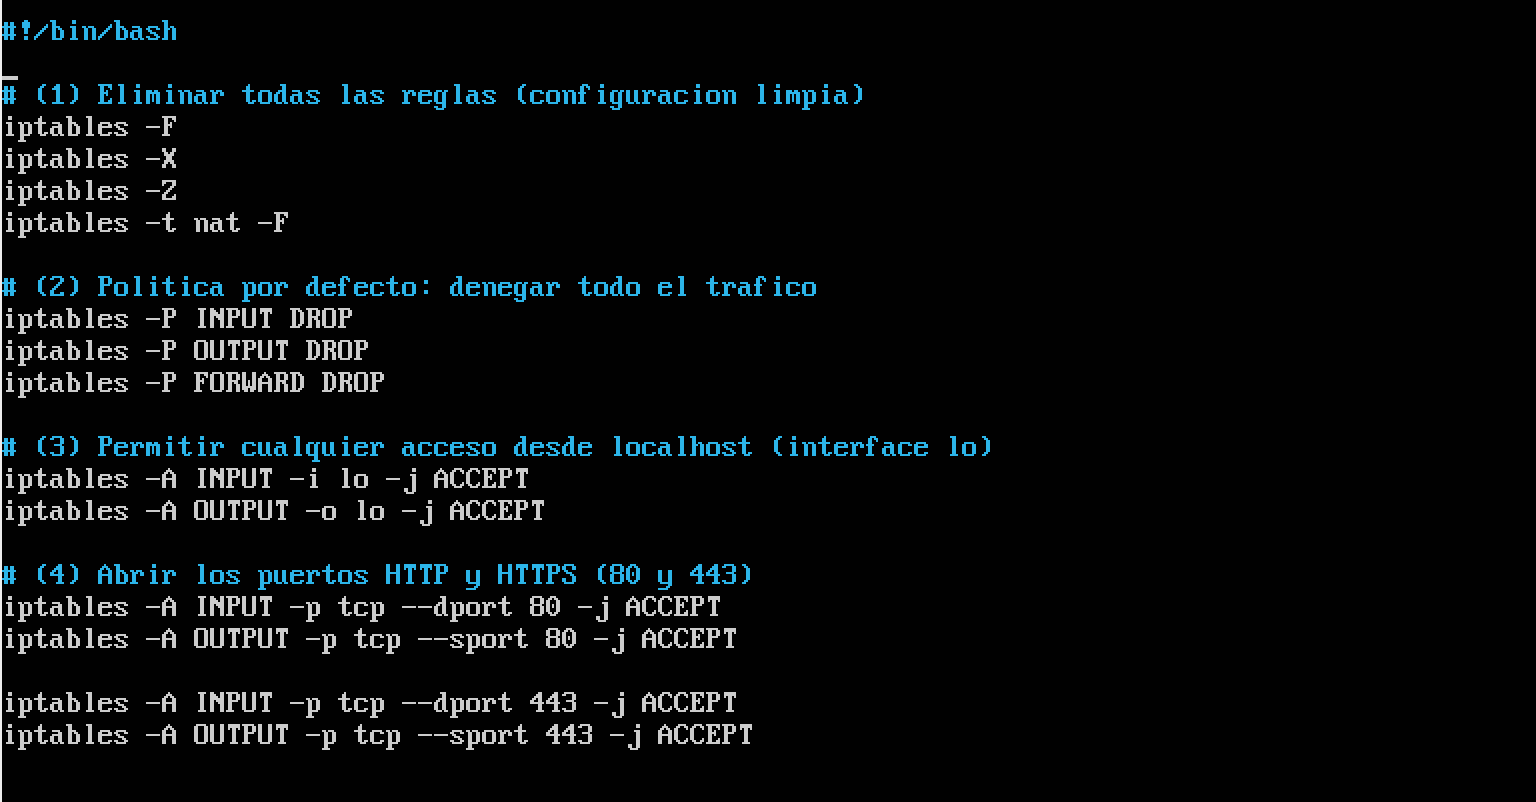 #!/bin/bash
# (1) Eliminar todas las reglas (configuracion limpia)
iptables -F
iptables -X
iptables -Z
iptables -t nat -F
# (2) Politica por defecto: denegar todo el trafico
iptables -P INPUT DROP
iptables -P OUTPUT DROP
iptables -P FORWARD DROP
# (3) Permitir cualquier acceso desde localhost (interface lo)
iptables -A INPUT -i lo -j ACCEPT
iptables -A OUTPUT -o lo -j ACCEPT
# (4) Abrir los puertos HTTP y HTTPS (80 y 443)
iptables -A INPUT -p tcp --dport 80 -j ACCEPT
iptables -A OUTPUT -p tcp --sport 80 -j ACCEPT
iptables -A INPUT -p tcp --dport 443 -j ACCEPT
iptables -A OUTPUT -p tcp --sport 443 -j ACCEPT